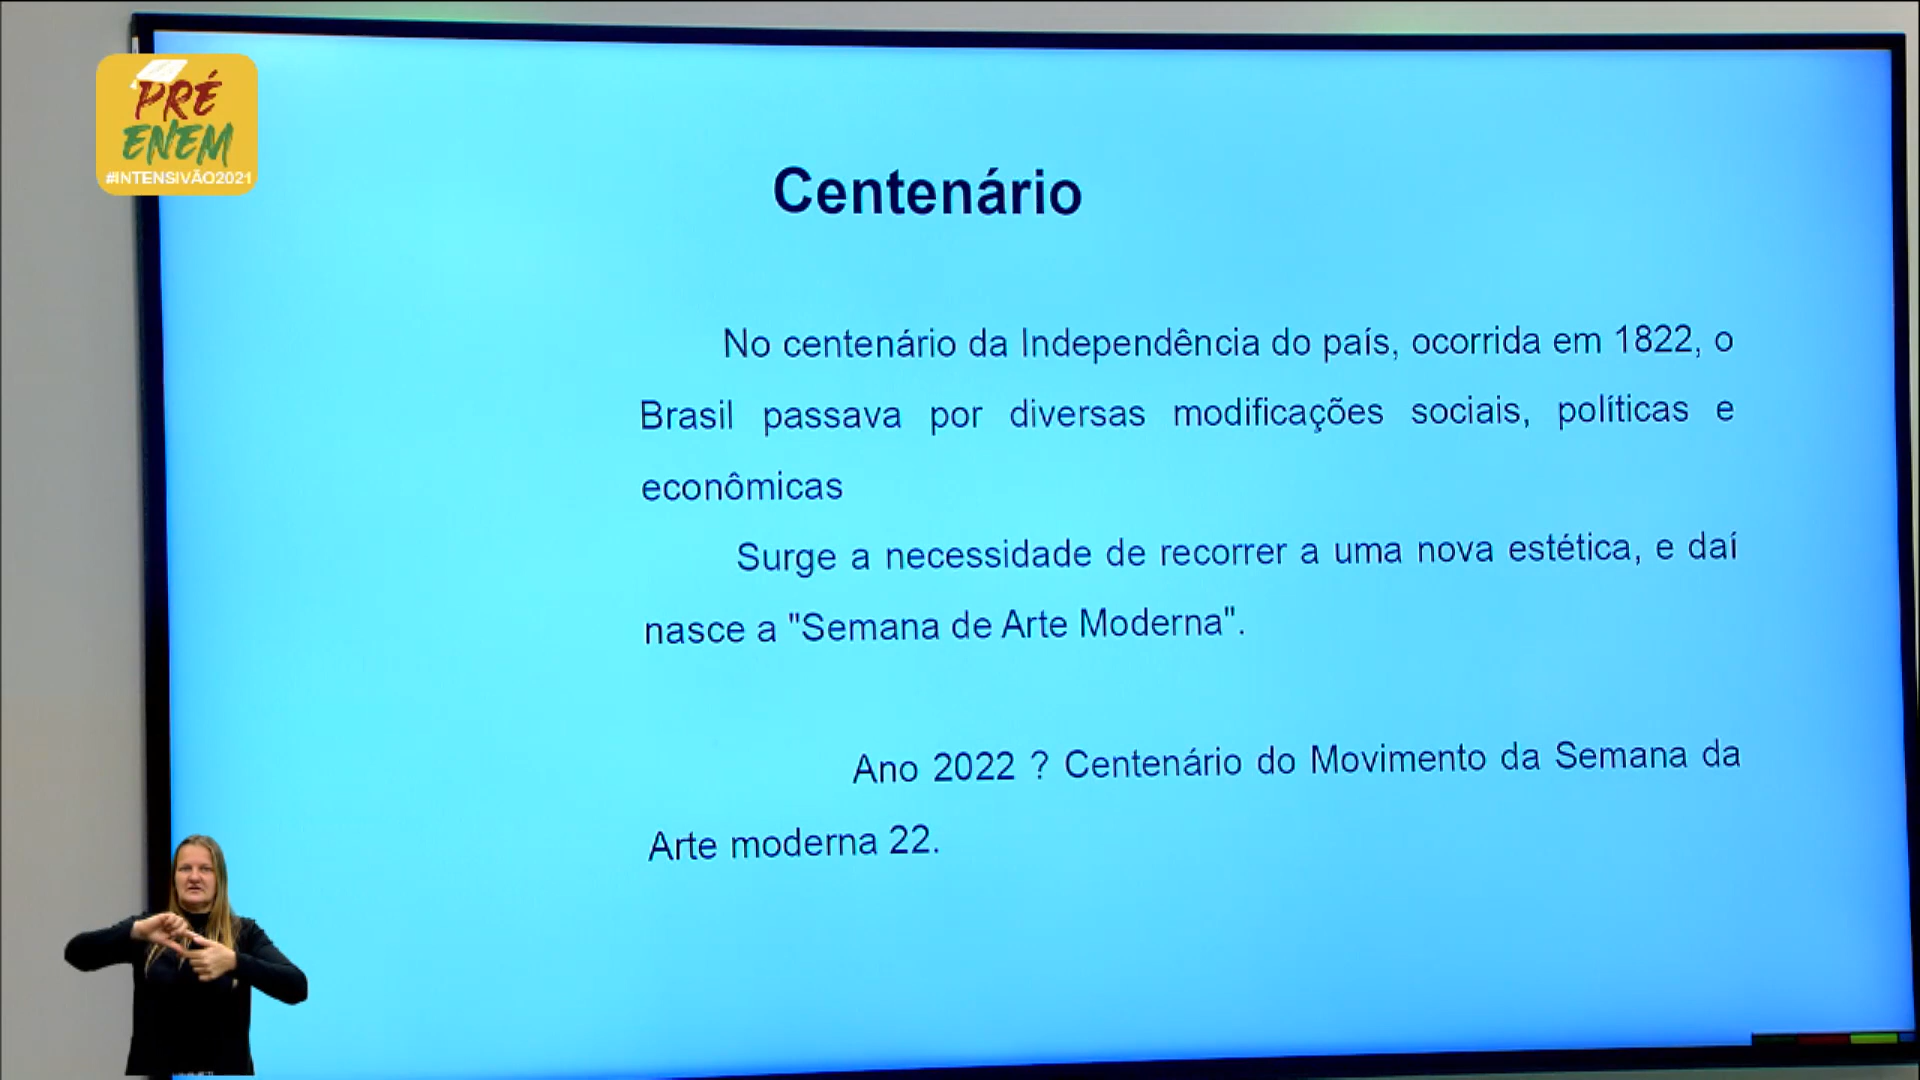 PRÉ
ENEM
#INTENSIVÃO2021
Centenário
No centenário da Independência do país, ocorrida em 1822, o
Brasil passava por diversas modificações sociais, políticas e
econômicas
Surge a necessidade de recorrer a uma nova estética, e daí
nasce a "Semana de Arte Moderna".
Ano 2022 ? Centenário do Movimento da Semana da
Arte moderna 22.